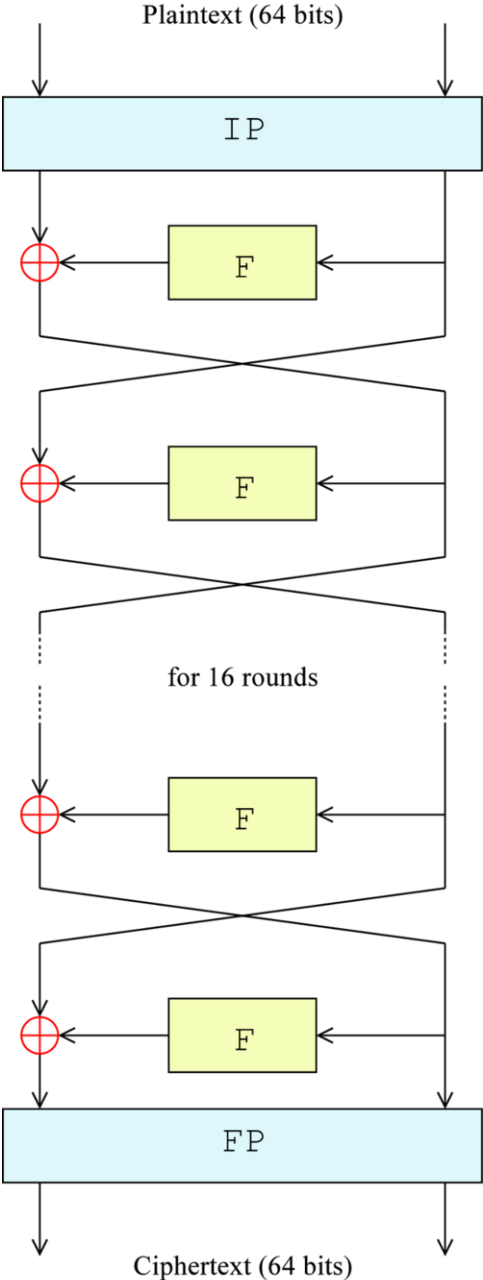 Plaintext (64 bits)
IP
F
F
for 16 rounds
F
F
FP
Ciphertext (64 bits)